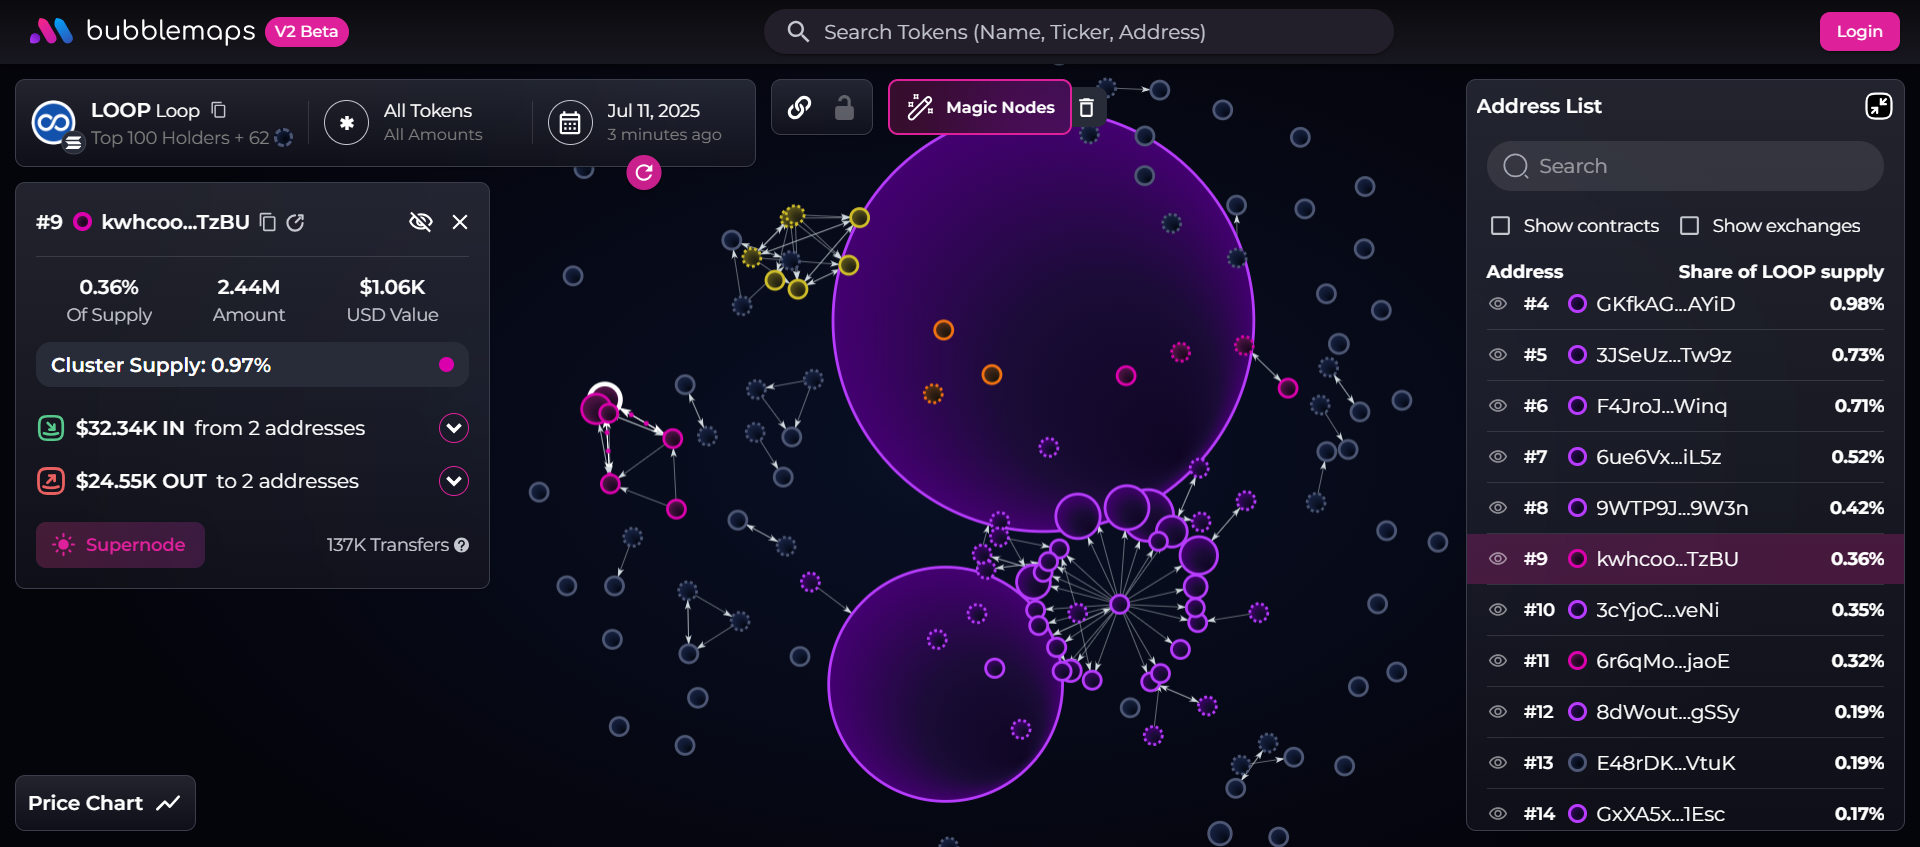 bubblemaps V2 Beta
Search Tokens (Name, Ticker, Address)
Login
LOOP Loop
Top 100 Holders + 62
All Tokens
All Amounts
Jul 11, 2025
3 minutes ago
Magic Nodes
#9 kwhcoo...TzBU
0.36% 2.44M $1.06K
Of Supply Amount USD Value
Cluster Supply: 0.97%
$32.34K IN from 2 addresses
$24.55K OUT to 2 addresses
Supernode 137K Transfers ?
Price Chart
Address List
Search
Show contracts Show exchanges
Address Share of LOOP supply
#4 GKfkAG...AYiD 0.98%
#5 3JSeUz...Tw9z 0.73%
#6 F4JroJ...Winq 0.71%
#7 6ue6Vx...iL5z 0.52%
#8 9WTP9J...9W3n 0.42%
#9 kwhcoo...TzBU 0.36%
#10 3cYjoC...veNi 0.35%
#11 6r6qMo...jaoE 0.32%
#12 8dWout...gSSy 0.19%
#13 E48rDK...VtuK 0.19%
#14 GxXA5x...1Esc 0.17%